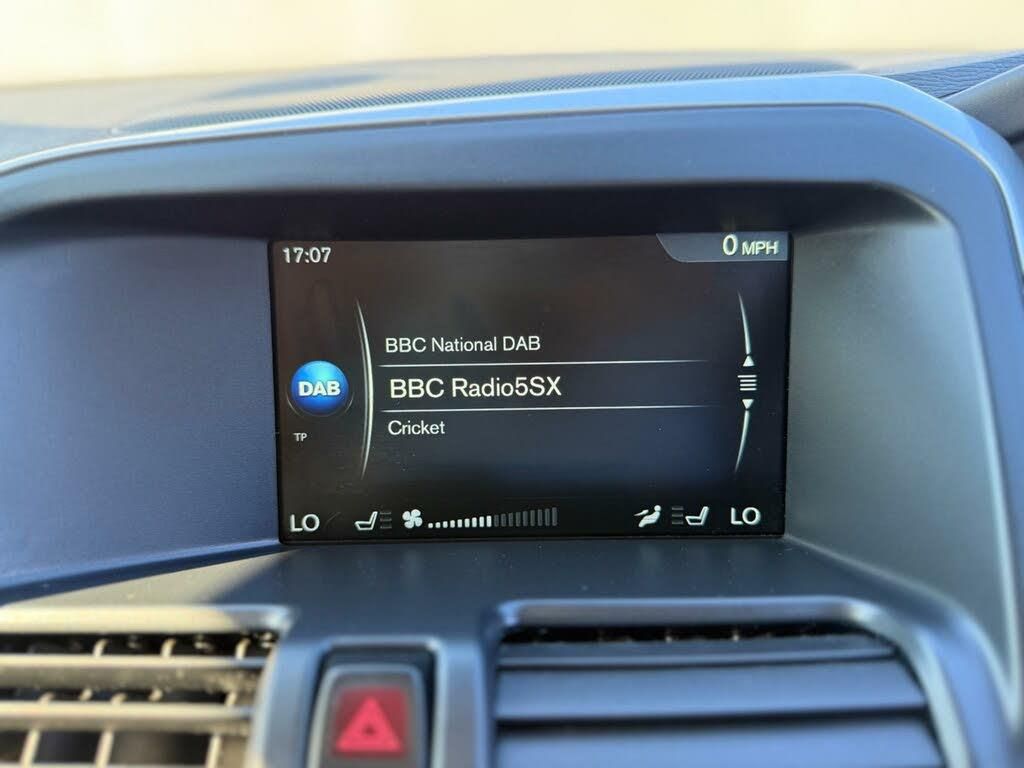 17:07
0 MPH
BBC National DAB
DAB
BBC Radio5SX
Cricket
TP
LO
LO